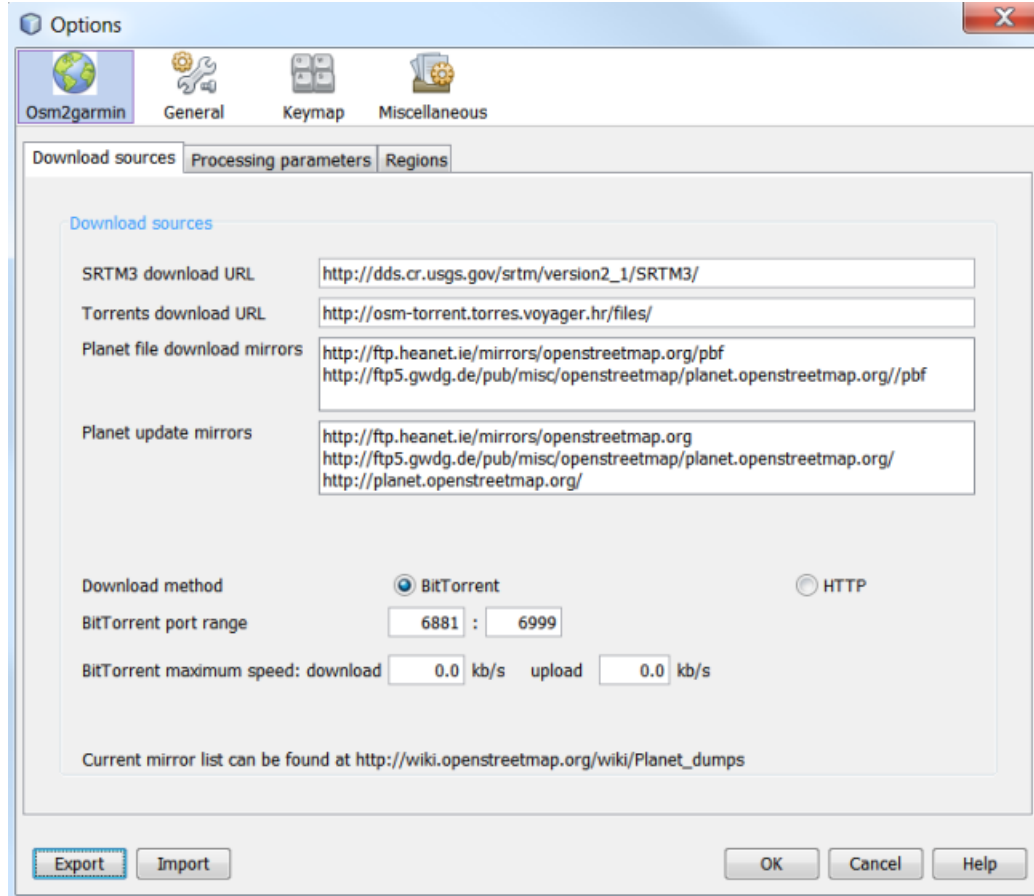 Options
Osm2garmin General Keymap Miscellaneous
Download sources Processing parameters Regions
Download sources
SRTM3 download URL http://dds.cr.usgs.gov/srtm/version2_1/SRTM3/
Torrents download URL http://osm-torrent.torres.voyager.hr/files/
Planet file download mirrors http://ftp.heanet.ie/mirrors/openstreetmap.org/pbf
http://ftp5.gwdg.de/pub/misc/openstreetmap/planet.openstreetmap.org//pbf
Planet update mirrors http://ftp.heanet.ie/mirrors/openstreetmap.org
http://ftp5.gwdg.de/pub/misc/openstreetmap/planet.openstreetmap.org/
http://planet.openstreetmap.org/
Download method BitTorrent HTTP
BitTorrent port range 6881 : 6999
BitTorrent maximum speed: download 0.0 kb/s upload 0.0 kb/s
Current mirror list can be found at http://wiki.openstreetmap.org/wiki/Planet_dumps
Export Import OK Cancel Help